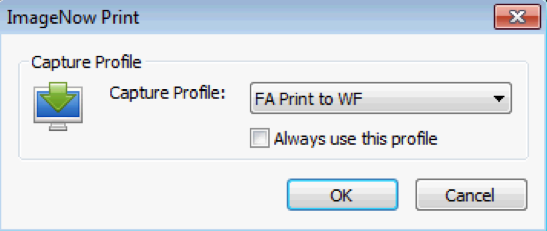 ImageNow Print
Capture Profile
Capture Profile:
FA Print to WF
Always use this profile
OK
Cancel